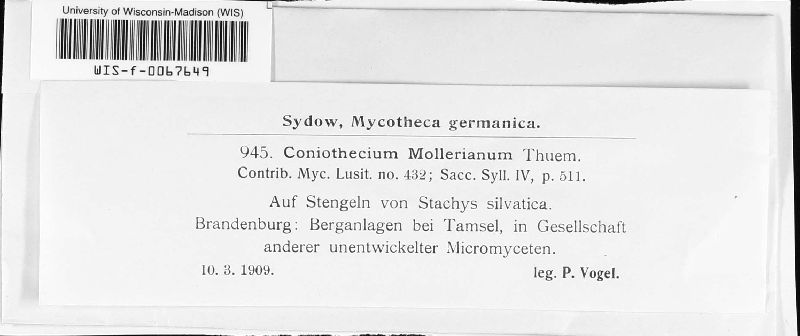 University of Wisconsin-Madison (WIS)
WIS-f-0067649
Sydow, Mycotheca germanica.
945. Coniothecium Mollerianum Thuem.
Contrib. Myc. Lusit. no. 432; Sacc. Syll. IV, p. 511.
Auf Stengeln von Stachys silvatica.
Brandenburg: Berganlagen bei Tamsel, in Gesellschaft
anderer unentwickelter Micromyceten.
10. 3. 1909. leg. P. Vogel.